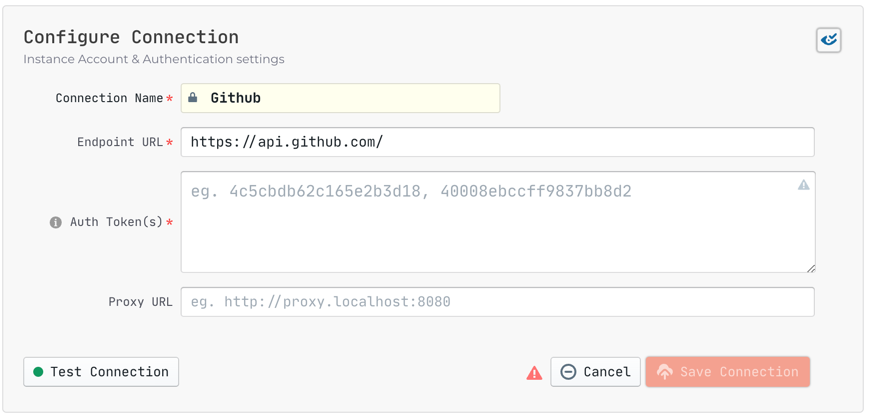 Configure Connection
Instance Account & Authentication settings
Connection Name* Github
Endpoint URL* https://api.github.com/
Auth Token(s)* eg. 4c5cbdb62c165e2b3d18, 40008ebccff9837bb8d2
Proxy URL eg. http://proxy.localhost:8080
Test Connection Cancel Save Connection